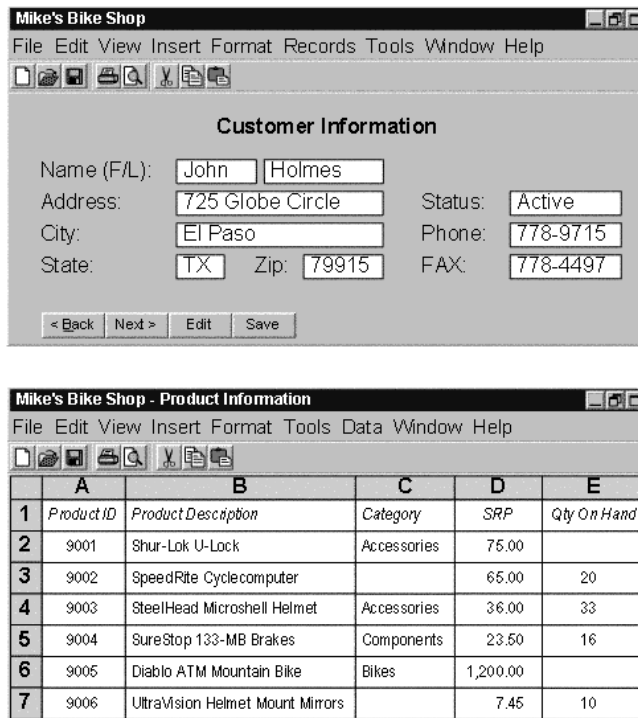 Mike's Bike Shop
File Edit View Insert Format Records Tools Window Help
Customer Information
Name (F/L): John Holmes
Address: 725 Globe Circle Status: Active
City: El Paso Phone: 778-9715
State: TX Zip: 79915 FAX: 778-4497
< Back Next > Edit Save
Mike's Bike Shop - Product Information
File Edit View Insert Format Tools Data Window Help
A B C D E
1 Product ID Product Description Category SRP Qty On Hand
2 9001 Shur-Lok U-Lock Accessories 75.00
3 9002 SpeedRite Cyclecomputer 65.00 20
4 9003 SteelHead Microshell Helmet Accessories 36.00 33
5 9004 SureStop 133-MB Brakes Components 23.50 16
6 9005 Diablo ATM Mountain Bike Bikes 1,200.00
7 9006 UltraVision Helmet Mount Mirrors 7.45 10